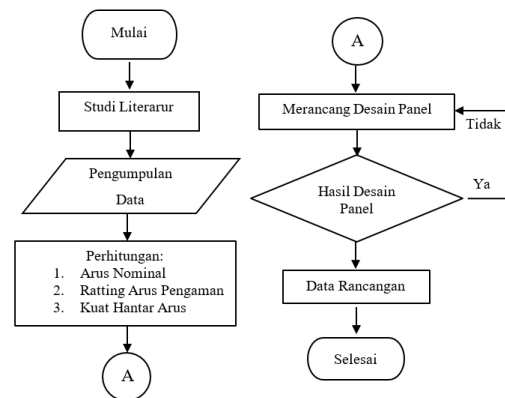 Mulai
Studi Literarur
Pengumpulan
Data
Perhitungan:
1. Arus Nominal
2. Ratting Arus Pengaman
3. Kuat Hantar Arus
A
A
Merancang Desain Panel
Tidak
Hasil Desain
Panel
Ya
Data Rancangan
Selesai